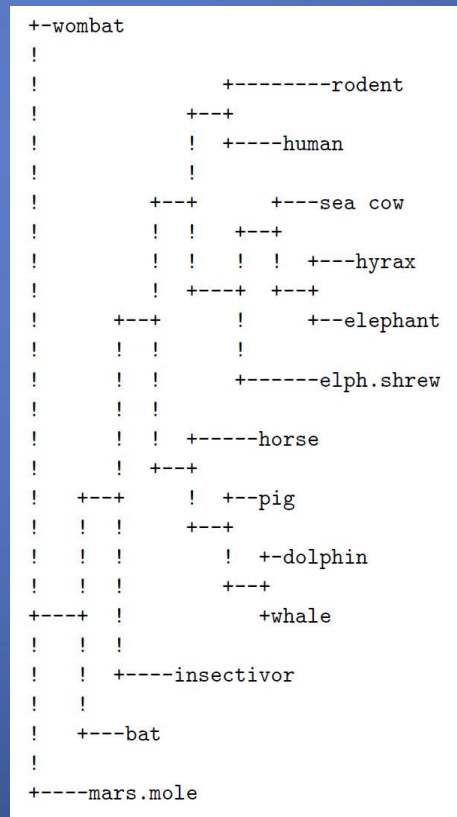 +-wombat
!
!                    +--------rodent
!                 +--+
!                 !  +----human
!                 !
!              +--+      +---sea cow
!              !  !   +--+
!              !  !   !  !  +---hyrax
!              !  +---+  +--+
!           +--+      !     +--elephant
!           !  !      !
!           !  !      +------elph.shrew
!           !  !
!           !  !  +-----horse
!           !  +--+
!       +--+      !  +--pig
!       !  !      +--+
!       !  !         !  +-dolphin
!       !  !         +--+
+---+  !            +whale
!   !  !
!   !  +----insectivor
!   !
!   +---bat
!
+----mars.mole